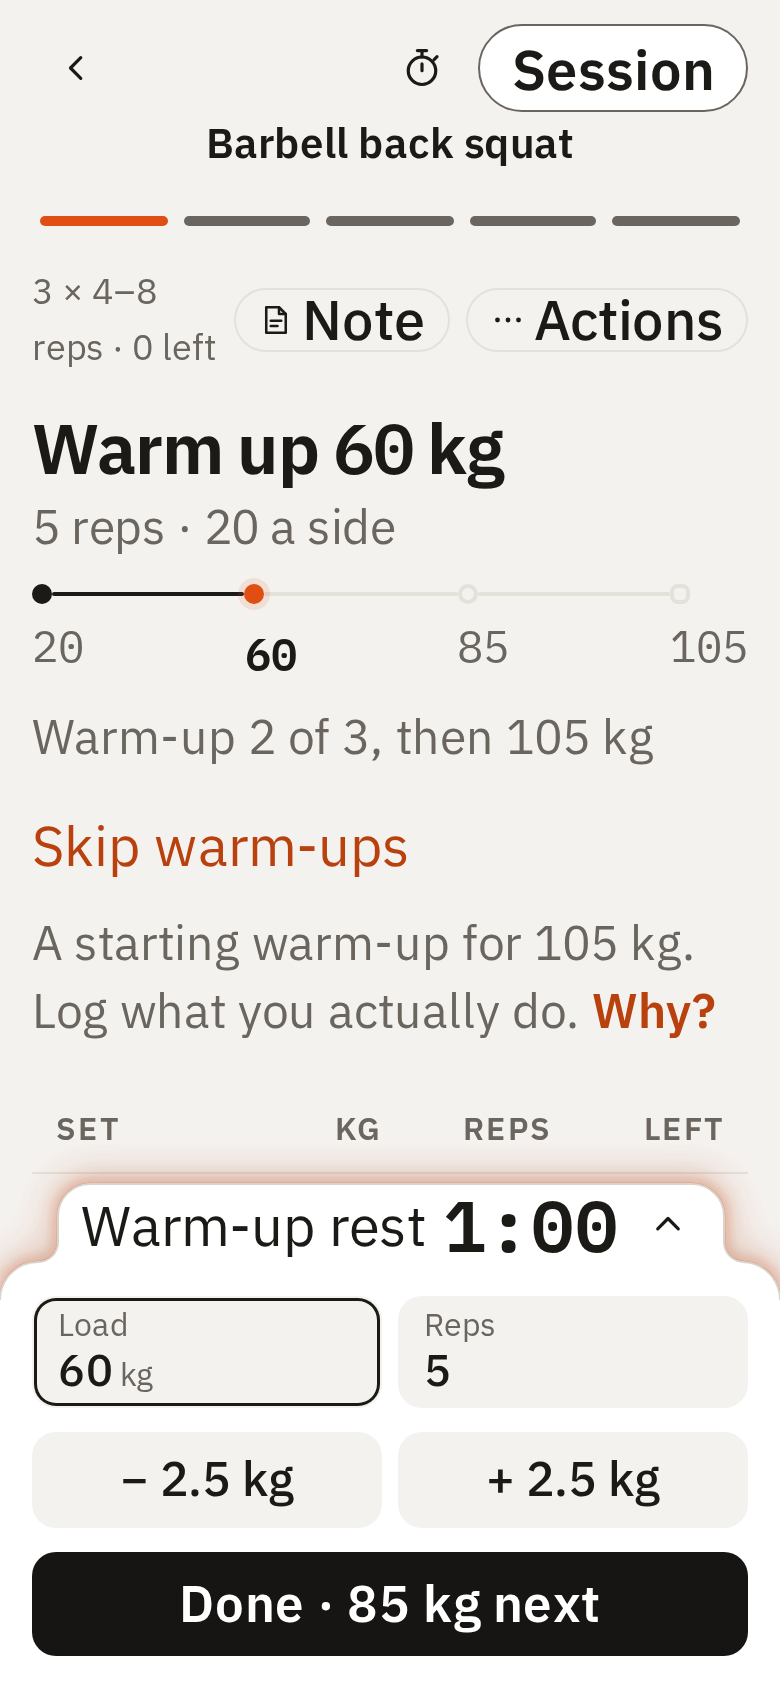 Session
Barbell back squat
3 × 4–8
reps · 0 left
Note
Actions
Warm up 60 kg
5 reps · 20 a side
20 60 85 105
Warm-up 2 of 3, then 105 kg
Skip warm-ups
A starting warm-up for 105 kg.
Log what you actually do. Why?
SET KG REPS LEFT
Warm-up rest 1:00
Load Reps
60 kg 5
− 2.5 kg + 2.5 kg
Done · 85 kg next